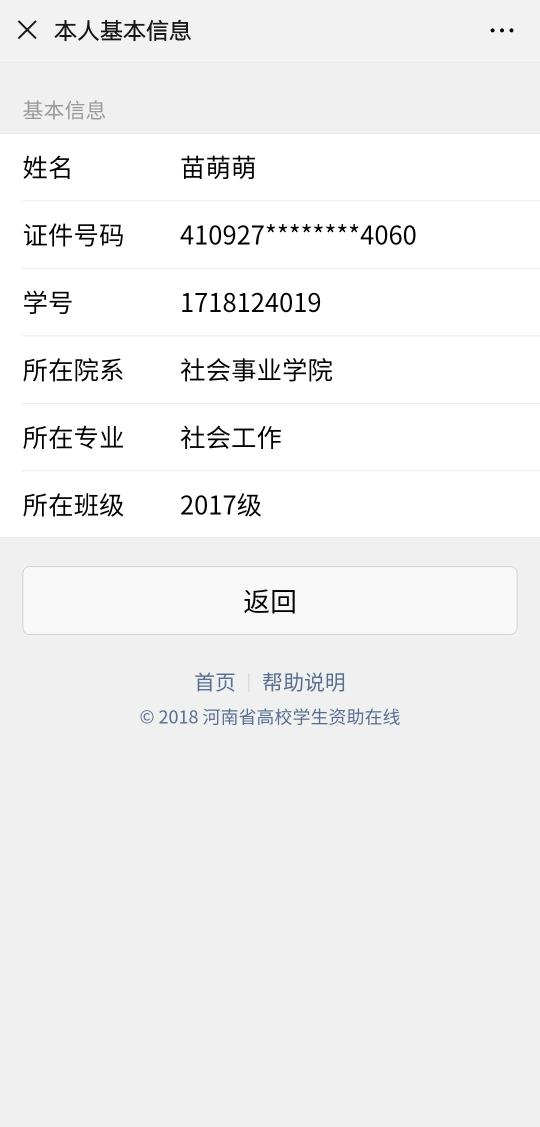 本人基本信息
基本信息
姓名 苗萌萌
证件号码 410927********4060
学号 1718124019
所在院系 社会事业学院
所在专业 社会工作
所在班级 2017级
返回
首页 | 帮助说明
© 2018 河南省高校学生资助在线